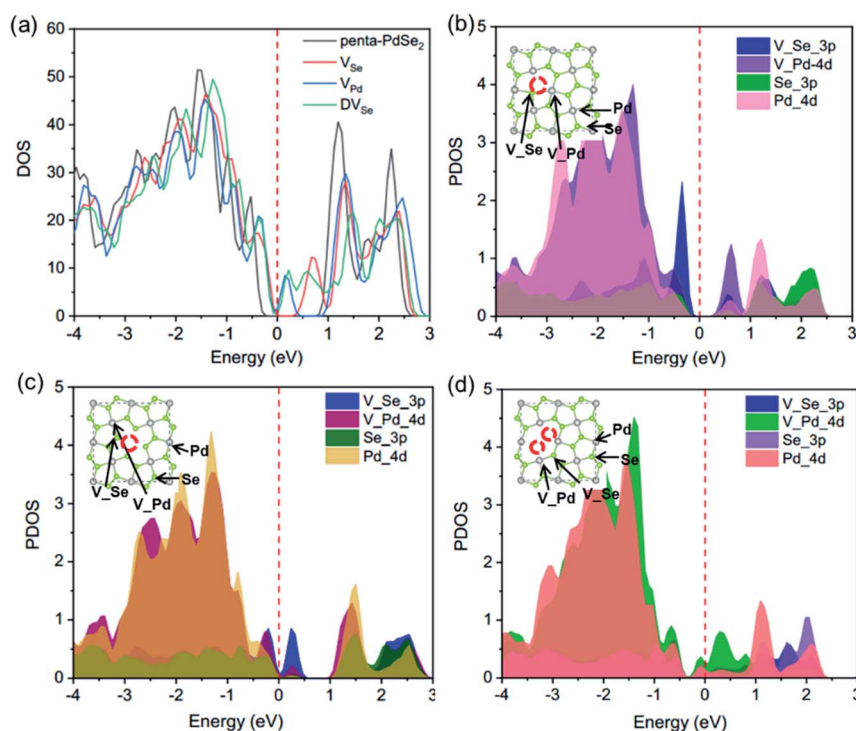 (a)
60
50
40
30
20
10
0
DOS
-4 -3 -2 -1 0 1 2 3
Energy (eV)
penta-PdSe₂
V_Se
V_Pd
DV_Se
(b)
5
4
3
2
1
0
PDOS
-4 -3 -2 -1 0 1 2 3
Energy (eV)
V_Se_3p
V_Pd-4d
Se_3p
Pd_4d
Pd
Se
V_Se V_Pd
(c)
5
4
3
2
1
0
PDOS
-4 -3 -2 -1 0 1 2 3
Energy (eV)
V_Se_3p
V_Pd_4d
Se_3p
Pd_4d
Pd
Se
V_Se
V_Pd
(d)
5
4
3
2
1
0
PDOS
-4 -3 -2 -1 0 1 2 3
Energy (eV)
V_Se_3p
V_Pd_4d
Se_3p
Pd_4d
Pd
Se
V_Se
V_Pd